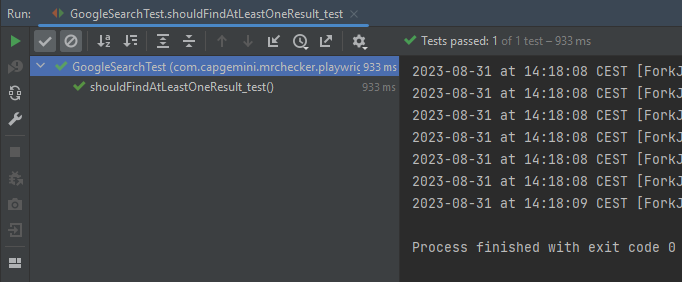 Run: GoogleSearchTest.shouldFindAtLeastOneResult_test ×
Tests passed: 1 of 1 test – 933 ms
GoogleSearchTest (com.capgemini.mrchecker.playwrig 933 ms
shouldFindAtLeastOneResult_test() 933 ms
2023-08-31 at 14:18:08 CEST [ForkJ
2023-08-31 at 14:18:08 CEST [ForkJ
2023-08-31 at 14:18:08 CEST [ForkJ
2023-08-31 at 14:18:08 CEST [ForkJ
2023-08-31 at 14:18:08 CEST [ForkJ
2023-08-31 at 14:18:08 CEST [ForkJ
2023-08-31 at 14:18:09 CEST [ForkJ
Process finished with exit code 0